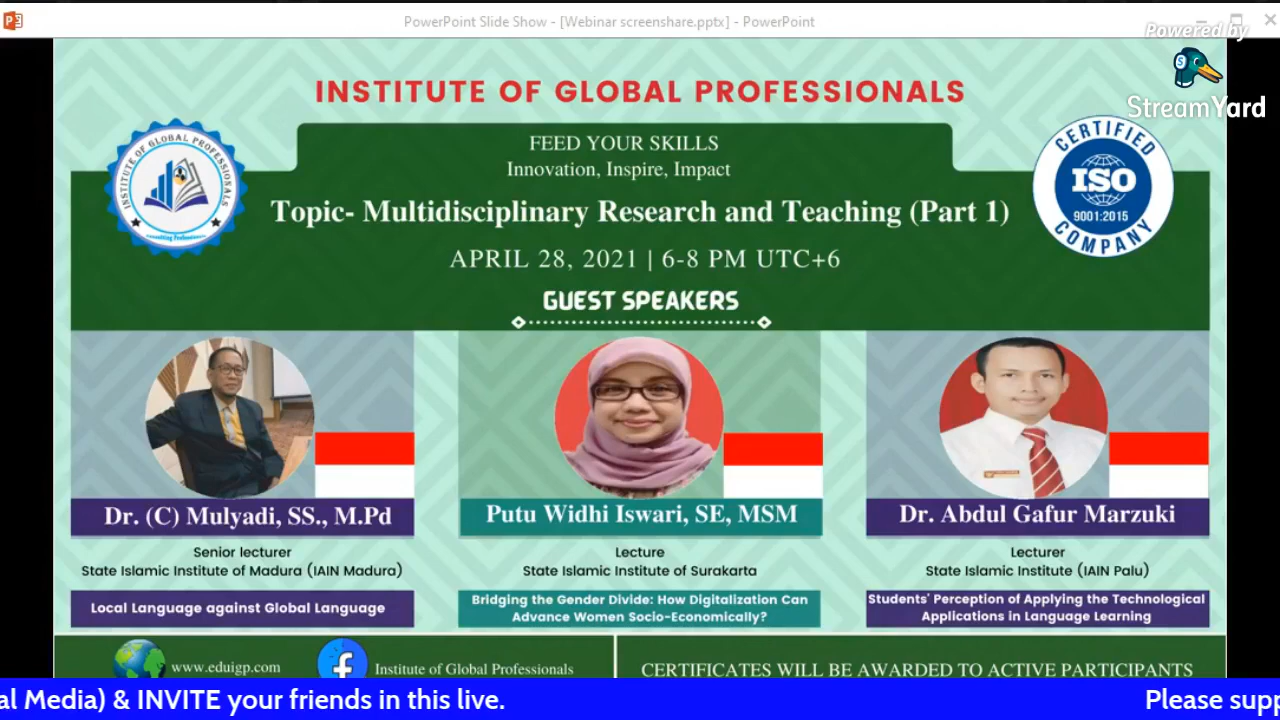 PowerPoint Slide Show - [Webinar screenshare.pptx] - PowerPoint
Powered by
StreamYard
INSTITUTE OF GLOBAL PROFESSIONALS
INSTITUTE OF GLOBAL PROFESSIONALS
FEED YOUR SKILLS
Innovation, Inspire, Impact
Topic- Multidisciplinary Research and Teaching (Part 1)
APRIL 28, 2021 | 6-8 PM UTC+6
GUEST SPEAKERS
CERTIFIED
ISO
9001:2015
COMPANY
Dr. (C) Mulyadi, SS., M.Pd
Senior lecturer
State Islamic Institute of Madura (IAIN Madura)
Local Language against Global Language
Putu Widhi Iswari, SE, MSM
Lecture
State Islamic Institute of Surakarta
Bridging the Gender Divide: How Digitalization Can
Advance Women Socio-Economically?
Dr. Abdul Gafur Marzuki
Lecturer
State Islamic Institute (IAIN Palu)
Students' Perception of Applying the Technological
Applications in Language Learning
www.eduigp.com
Institute of Global Professionals
CERTIFICATES WILL BE AWARDED TO ACTIVE PARTICIPANTS
al Media) & INVITE your friends in this live.
Please supp